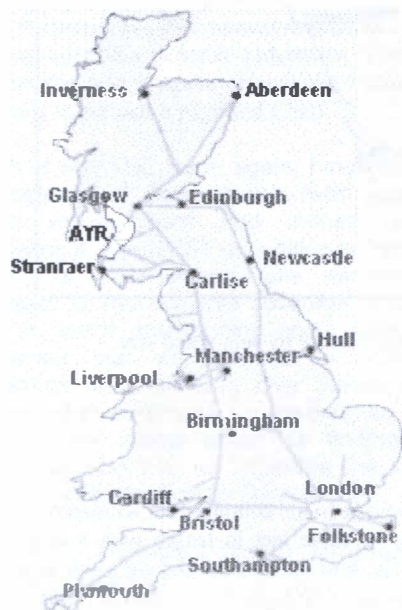 Inverness
Aberdeen
Glasgow
Edinburgh
AYR
Stranraer
Newcastle
Carlise
Hull
Manchester
Liverpool
Birmingham
Cardiff
London
Bristol
Folkstone
Southampton
Plymouth